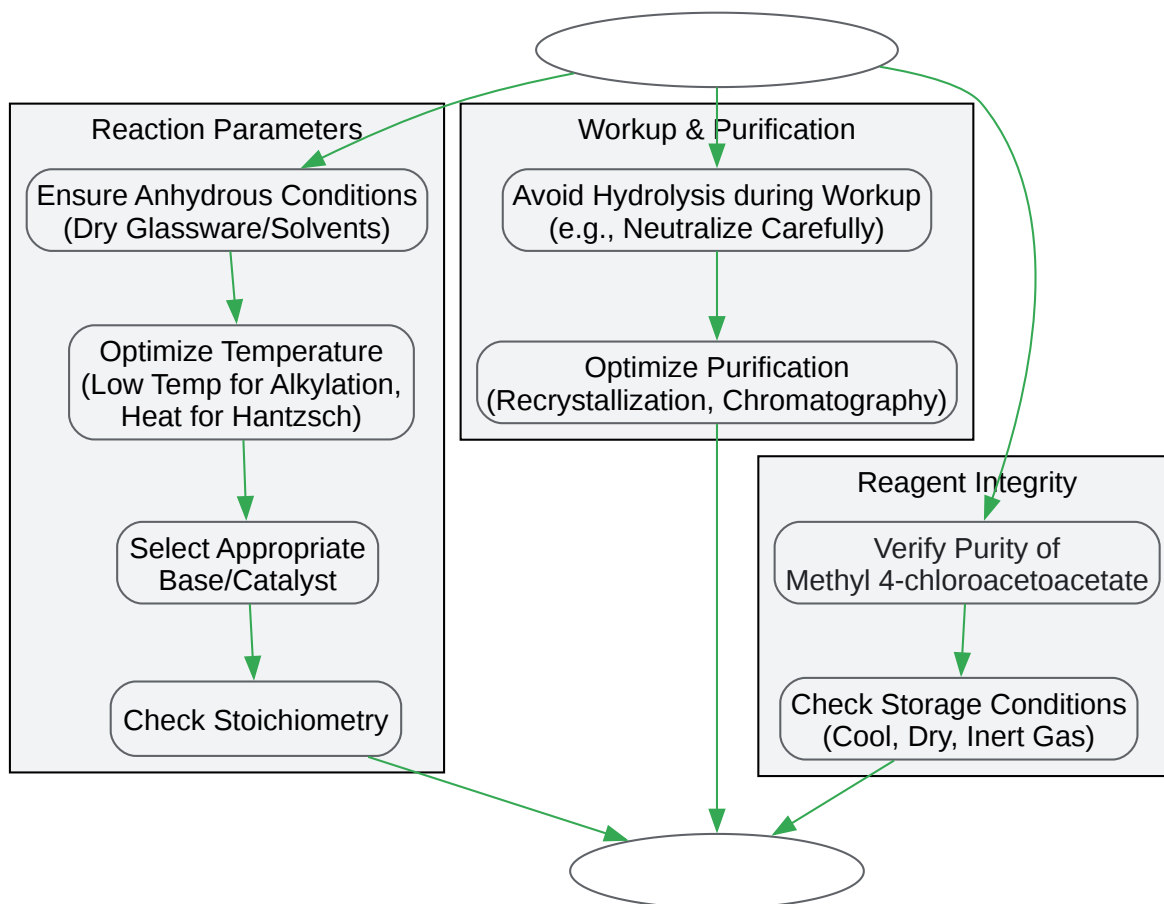 Reaction Parameters
Ensure Anhydrous Conditions
(Dry Glassware/Solvents)
Optimize Temperature
(Low Temp for Alkylation,
Heat for Hantzsch)
Select Appropriate
Base/Catalyst
Check Stoichiometry
Workup & Purification
Avoid Hydrolysis during Workup
(e.g., Neutralize Carefully)
Optimize Purification
(Recrystallization, Chromatography)
Reagent Integrity
Verify Purity of
Methyl 4-chloroacetoacetate
Check Storage Conditions
(Cool, Dry, Inert Gas)